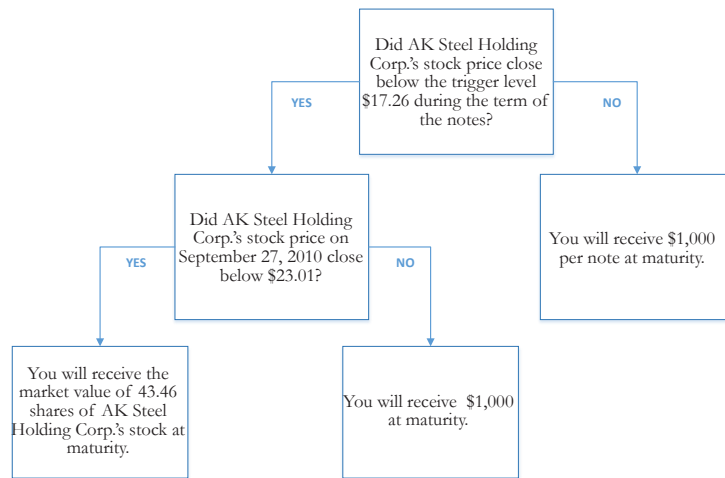 Did AK Steel Holding
Corp.'s stock price close
below the trigger level
$17.26 during the term of
the notes?
YES
NO
Did AK Steel Holding
Corp.'s stock price on
September 27, 2010 close
below $23.01?
You will receive $1,000
per note at maturity.
YES
NO
You will receive the
market value of 43.46
shares of AK Steel
Holding Corp.'s stock at
maturity.
You will receive $1,000
at maturity.